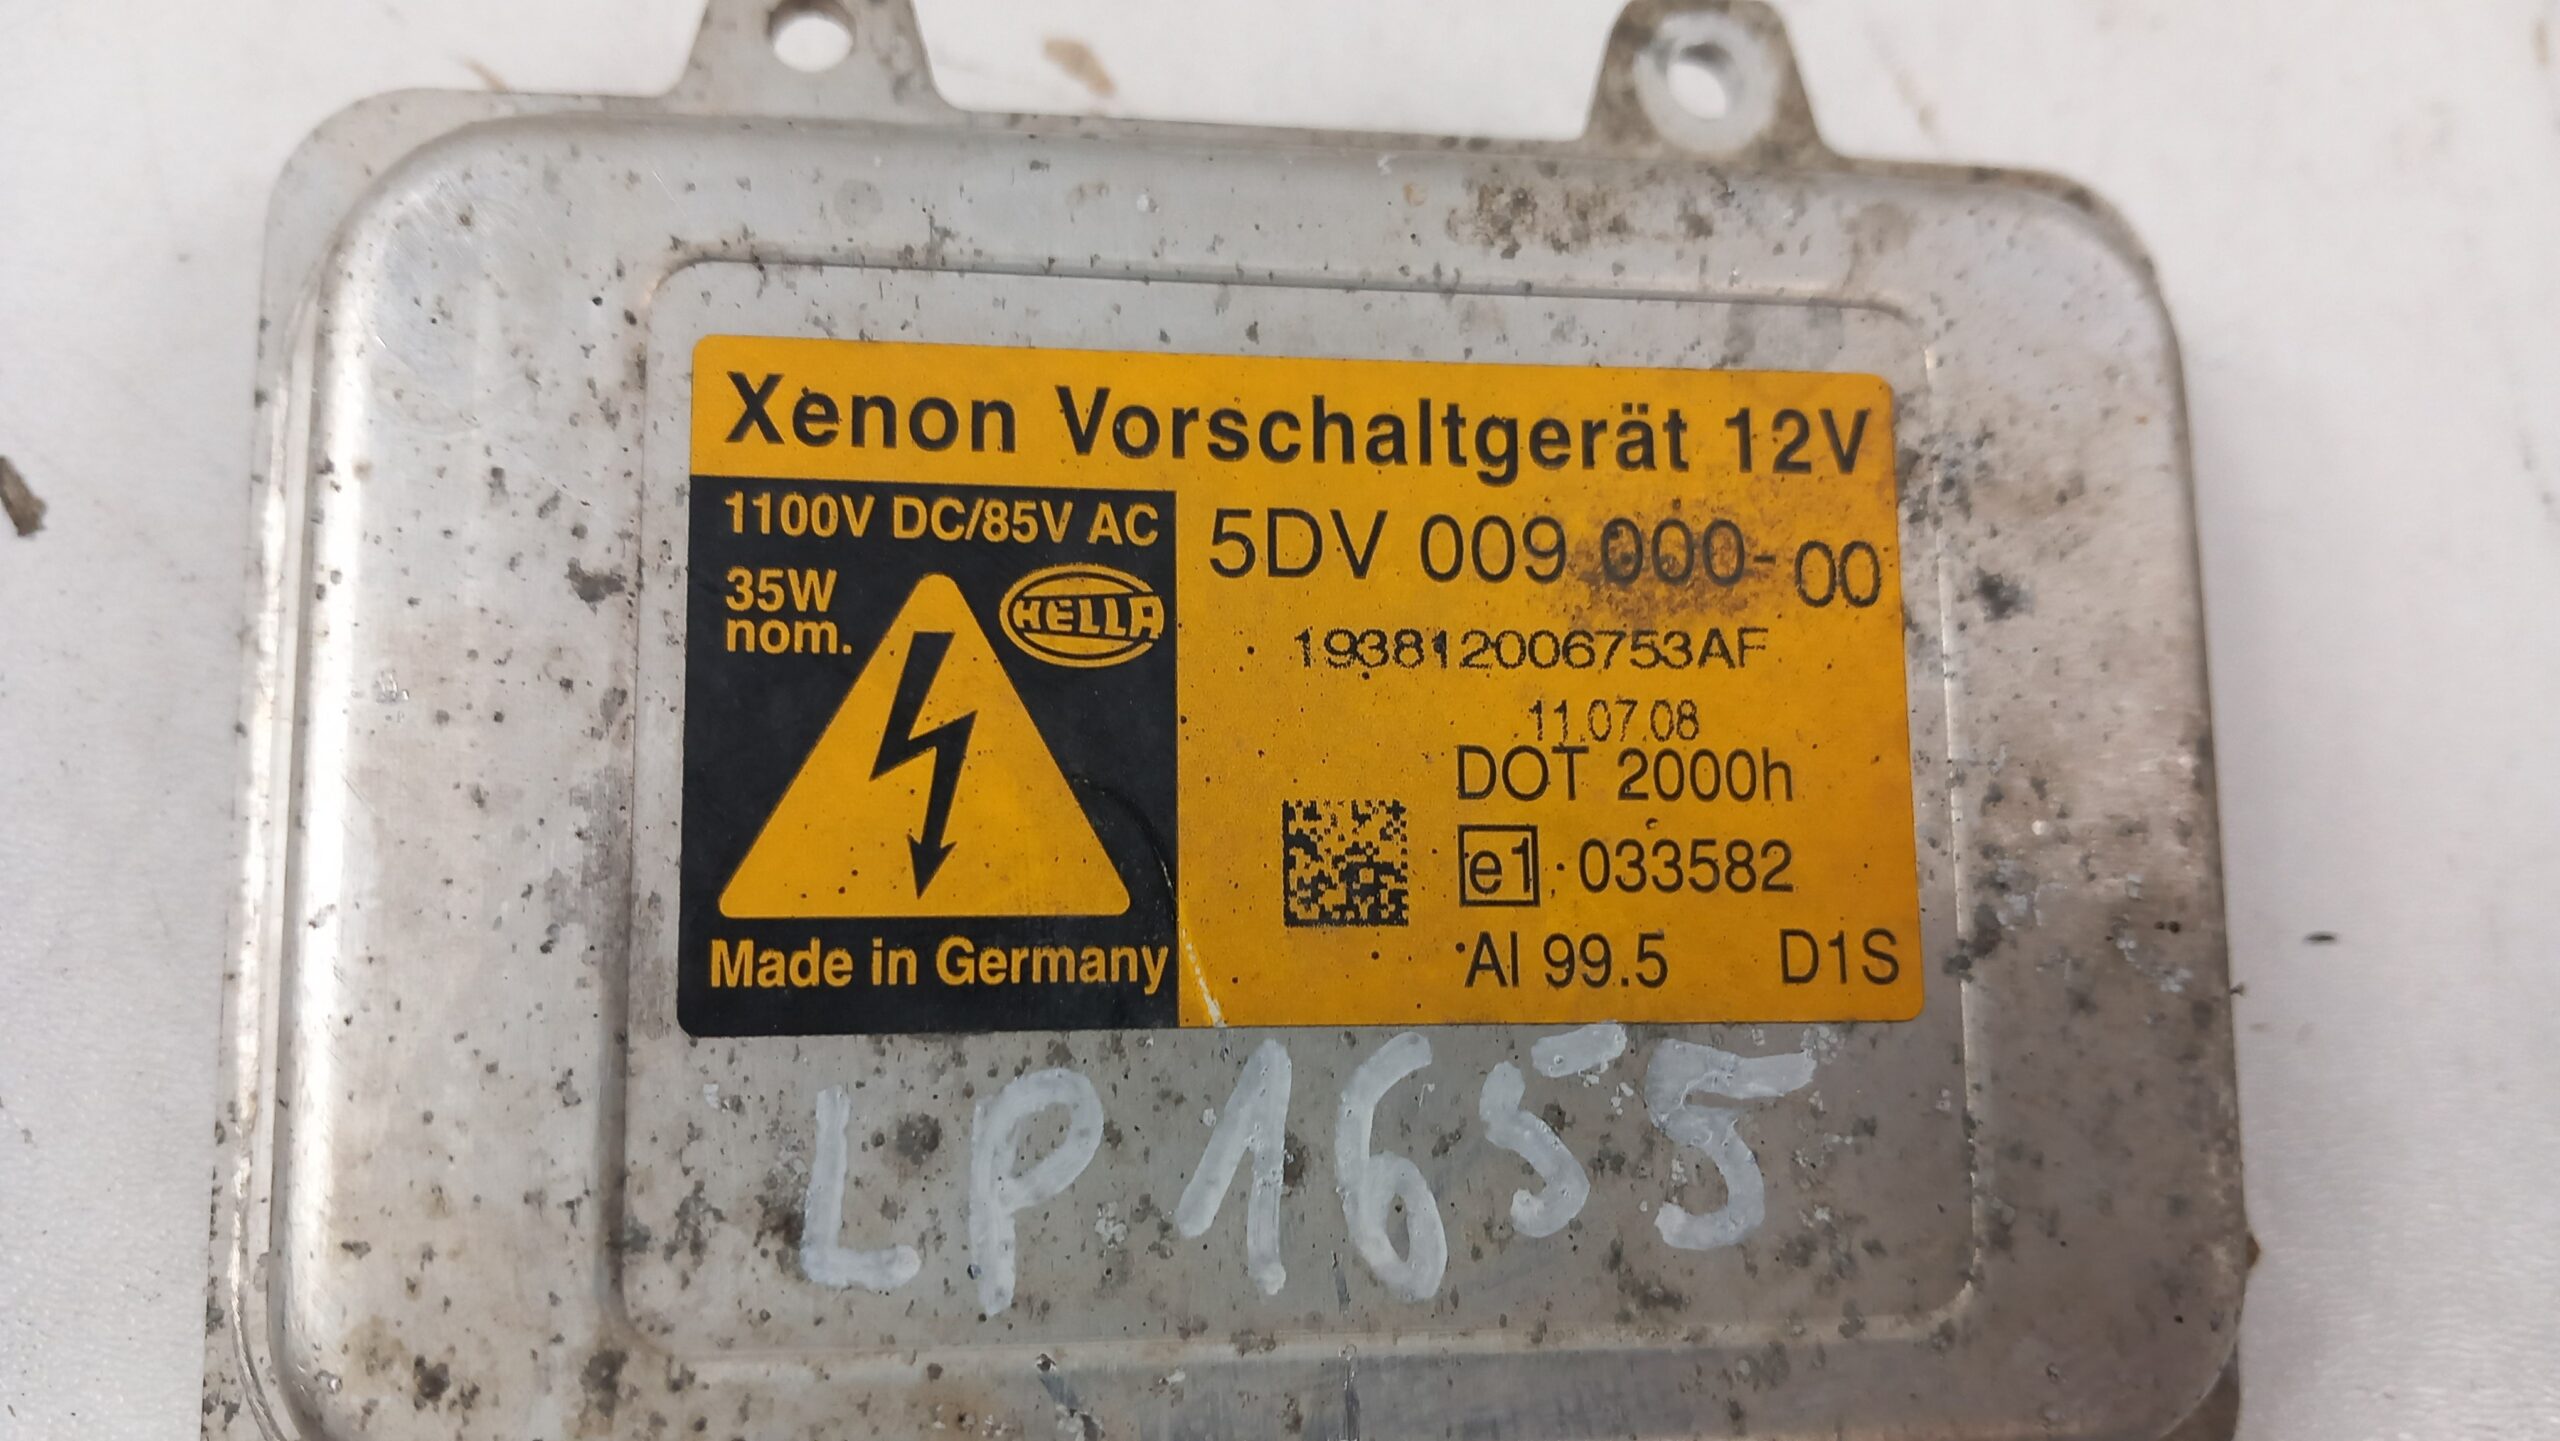 Xenon Vorschaltgerät 12V
1100V DC/85V AC
35W
nom.
HELLA
Made in Germany
5DV 009 000-00
193812006753AF
11.07.08
DOT 2000h
e1 033582
Al 99.5 D1S
LP1655